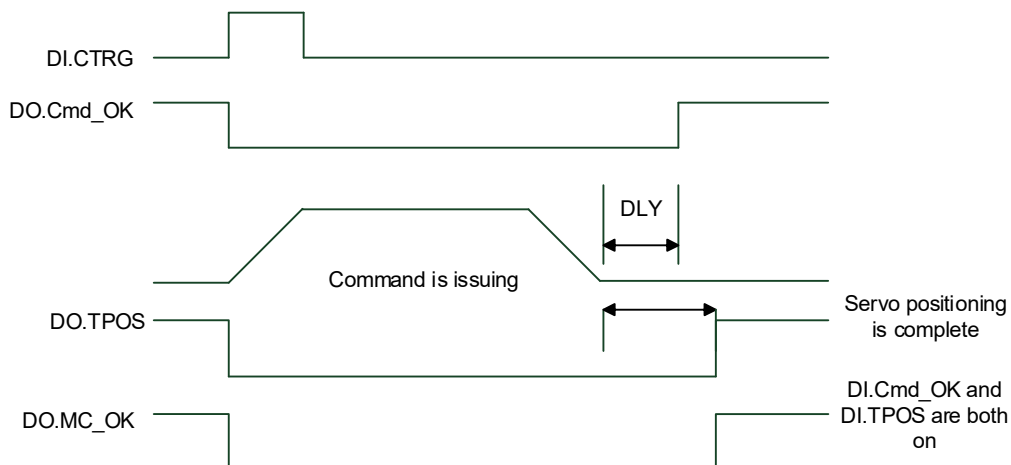 DI.CTRG
DO.Cmd_OK
DLY
Command is issuing
DO.TPOS
Servo positioning
is complete
DO.MC_OK
DI.Cmd_OK and
DI.TPOS are both
on